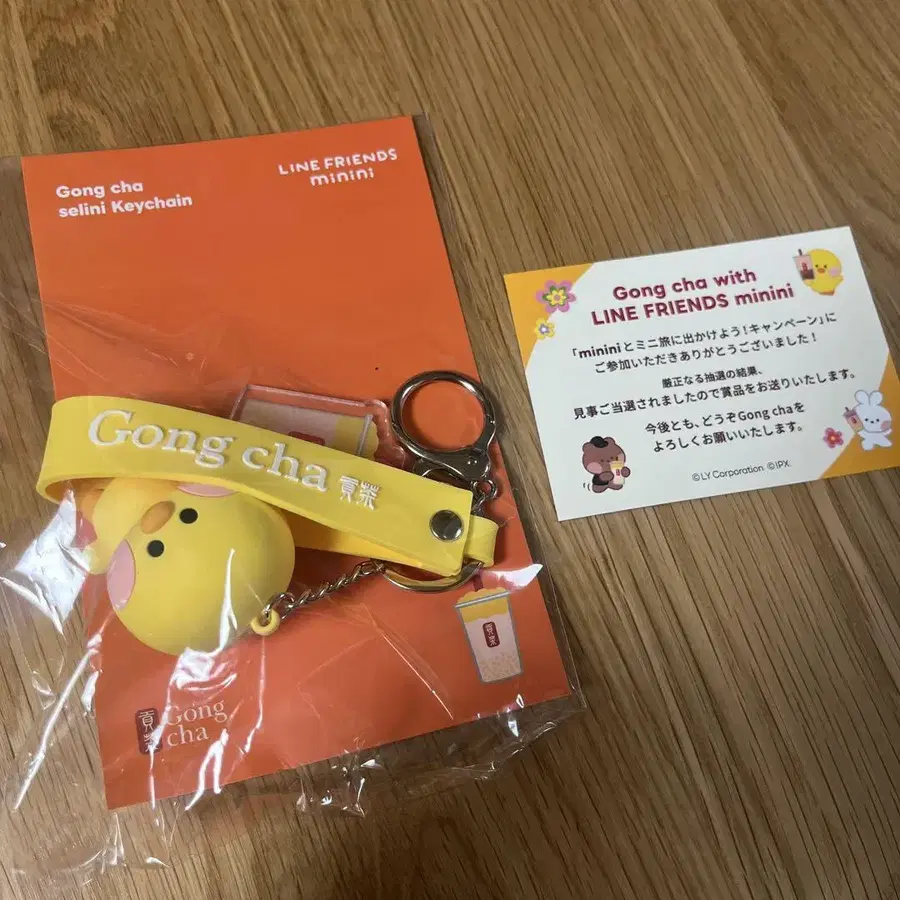 Gong cha
selini Keychain
LINE FRIENDS
minini
Gong cha 貢茶
貢茶
貢茶
Gong
cha
Gong cha with
LINE FRIENDS minini
「mininiとミニ旅に出かけよう！キャンペーン」に
ご参加いただきありがとうございました！
厳正なる抽選の結果、
見事ご当選されましたので賞品をお送りいたします。
今後とも、どうぞGong chaを
よろしくお願いいたします。
©LY Corporation ©IPX